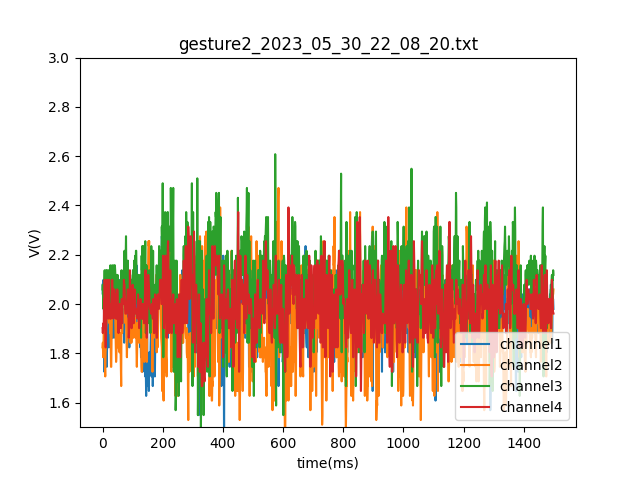 gesture2_2023_05_30_22_08_20.txt
3.0
2.8
2.6
2.4
2.2
2.0
1.8
1.6
V(V)
channel1
channel2
channel3
channel4
0 200 400 600 800 1000 1200 1400
time(ms)